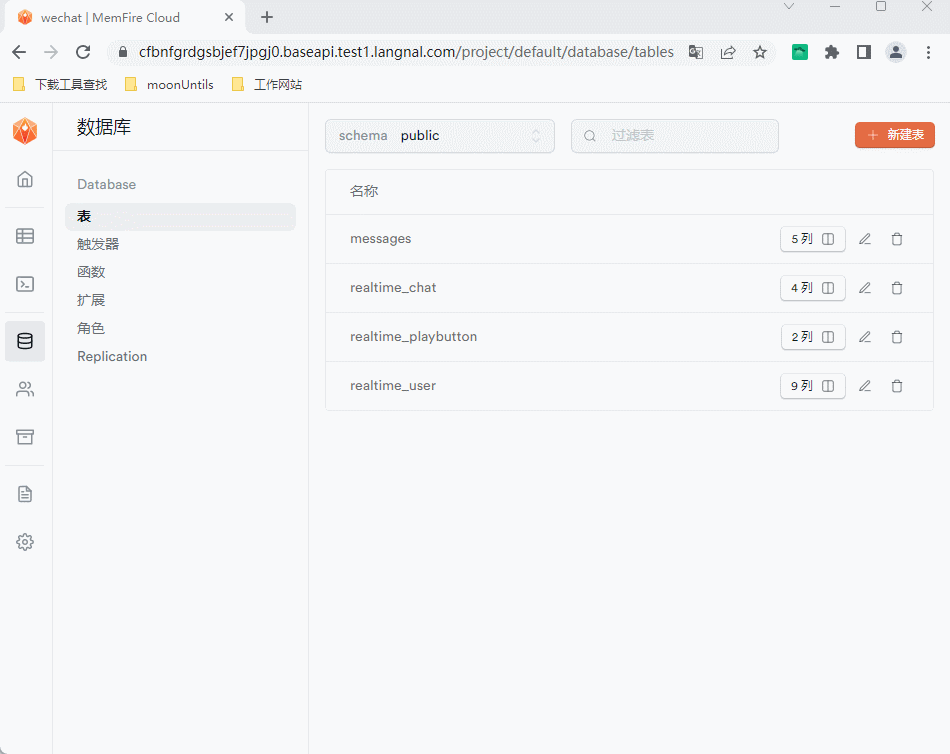 wechat | MemFire Cloud
cfbnfgrdgsbjef7jpgj0.baseapi.test1.langnal.com/project/default/database/tables
下载工具查找 moonUntils 工作网站
数据库
schema public 过滤表 + 新建表
Database
表
触发器
函数
扩展
角色
Replication
名称
messages 5 列
realtime_chat 4 列
realtime_playbutton 2 列
realtime_user 9 列